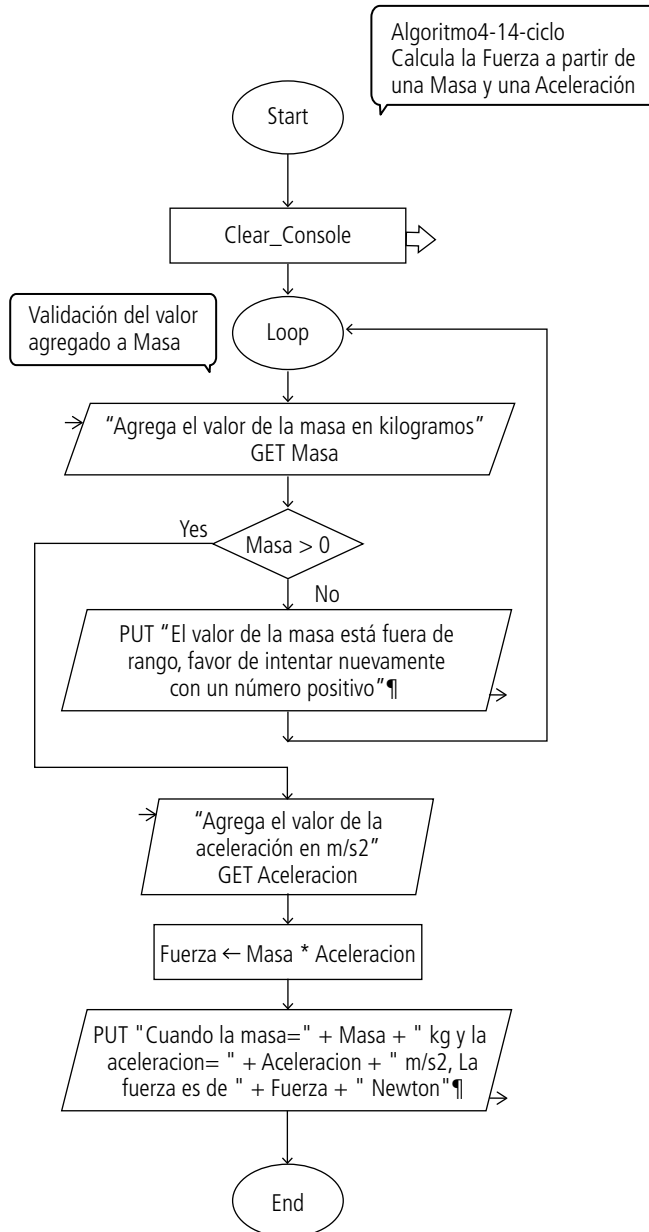 Algoritmo4-14-ciclo
Calcula la Fuerza a partir de
una Masa y una Aceleración
Start
Clear_Console
Validación del valor
agregado a Masa
Loop
“Agrega el valor de la masa en kilogramos”
GET Masa
Yes
Masa > 0
No
PUT “El valor de la masa está fuera de
rango, favor de intentar nuevamente
con un número positivo”¶
“Agrega el valor de la
aceleración en m/s2”
GET Aceleracion
Fuerza ← Masa * Aceleracion
PUT "Cuando la masa=" + Masa + " kg y la
aceleracion= " + Aceleracion + " m/s2, La
fuerza es de " + Fuerza + " Newton"¶
End